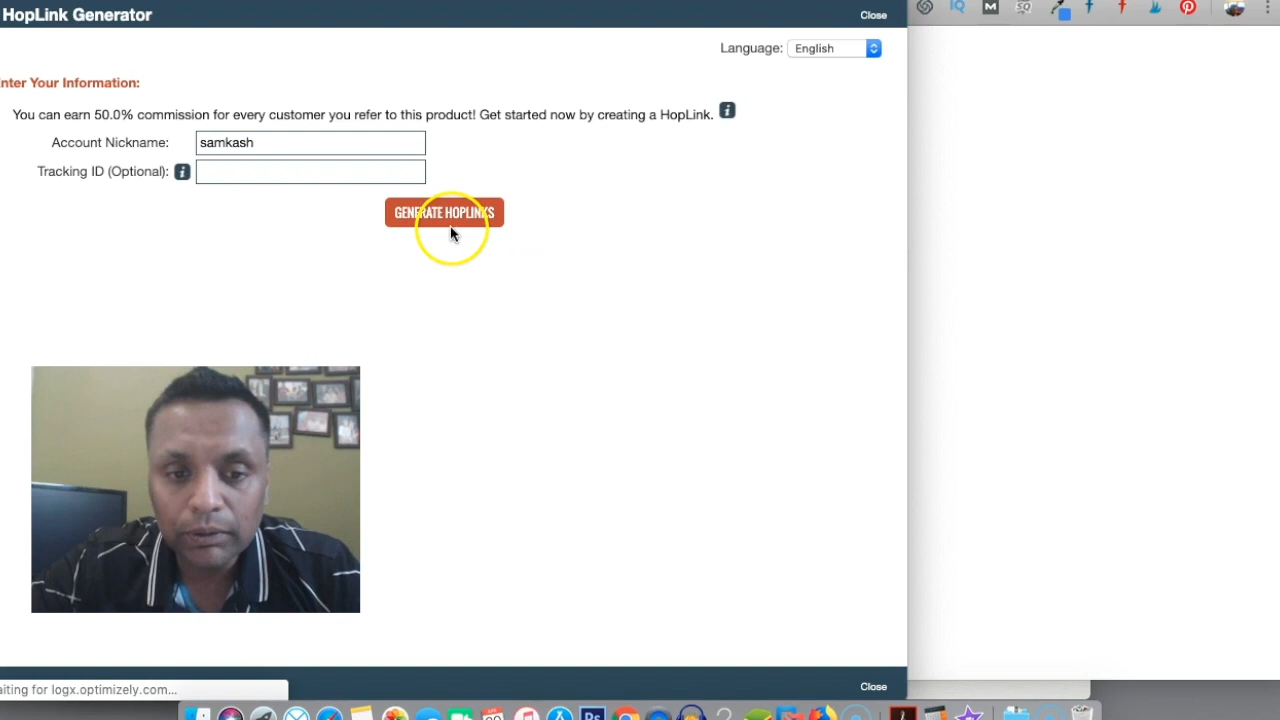 HopLink Generator
Close
Language: English
nter Your Information:
You can earn 50.0% commission for every customer you refer to this product! Get started now by creating a HopLink. i
Account Nickname: samkash
Tracking ID (Optional): i
GENERATE HOPLINKS
aiting for logx.optimizely.com...
Close